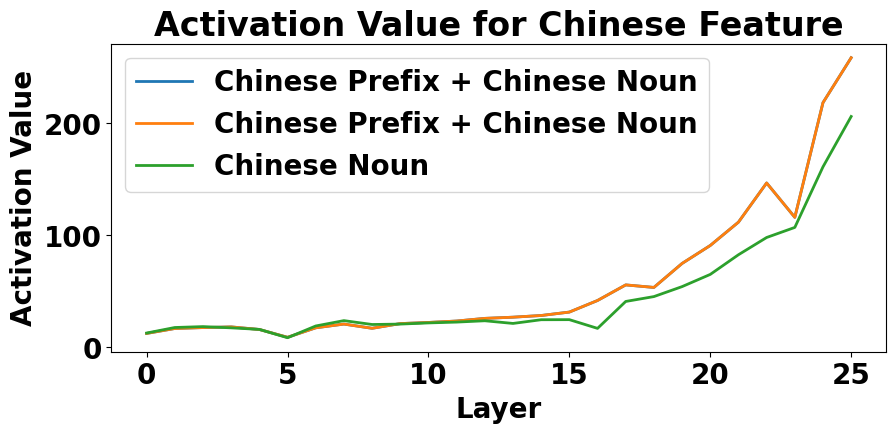 Activation Value for Chinese Feature
Chinese Prefix + Chinese Noun
Chinese Prefix + Chinese Noun
Chinese Noun
Activation Value
200
100
0
0 5 10 15 20 25
Layer